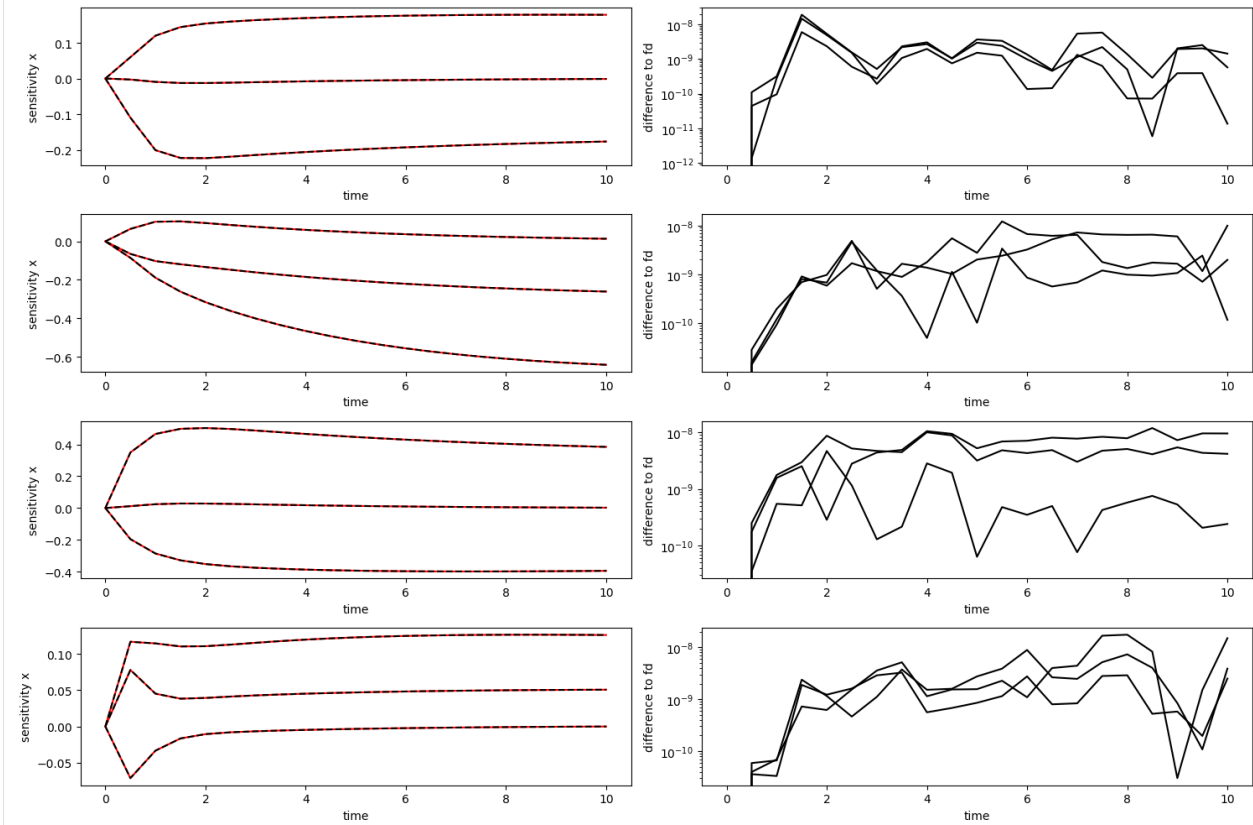 sensitivity x
0.1
0.0
−0.1
−0.2
0 2 4 6 8 10
time
difference to fd
10⁻⁸
10⁻⁹
10⁻¹⁰
10⁻¹¹
10⁻¹²
0 2 4 6 8 10
time
sensitivity x
0.0
−0.2
−0.4
−0.6
0 2 4 6 8 10
time
difference to fd
10⁻⁸
10⁻⁹
10⁻¹⁰
0 2 4 6 8 10
time
sensitivity x
0.4
0.2
0.0
−0.2
−0.4
0 2 4 6 8 10
time
difference to fd
10⁻⁸
10⁻⁹
10⁻¹⁰
0 2 4 6 8 10
time
sensitivity x
0.10
0.05
0.00
−0.05
0 2 4 6 8 10
time
difference to fd
10⁻⁸
10⁻⁹
10⁻¹⁰
0 2 4 6 8 10
time